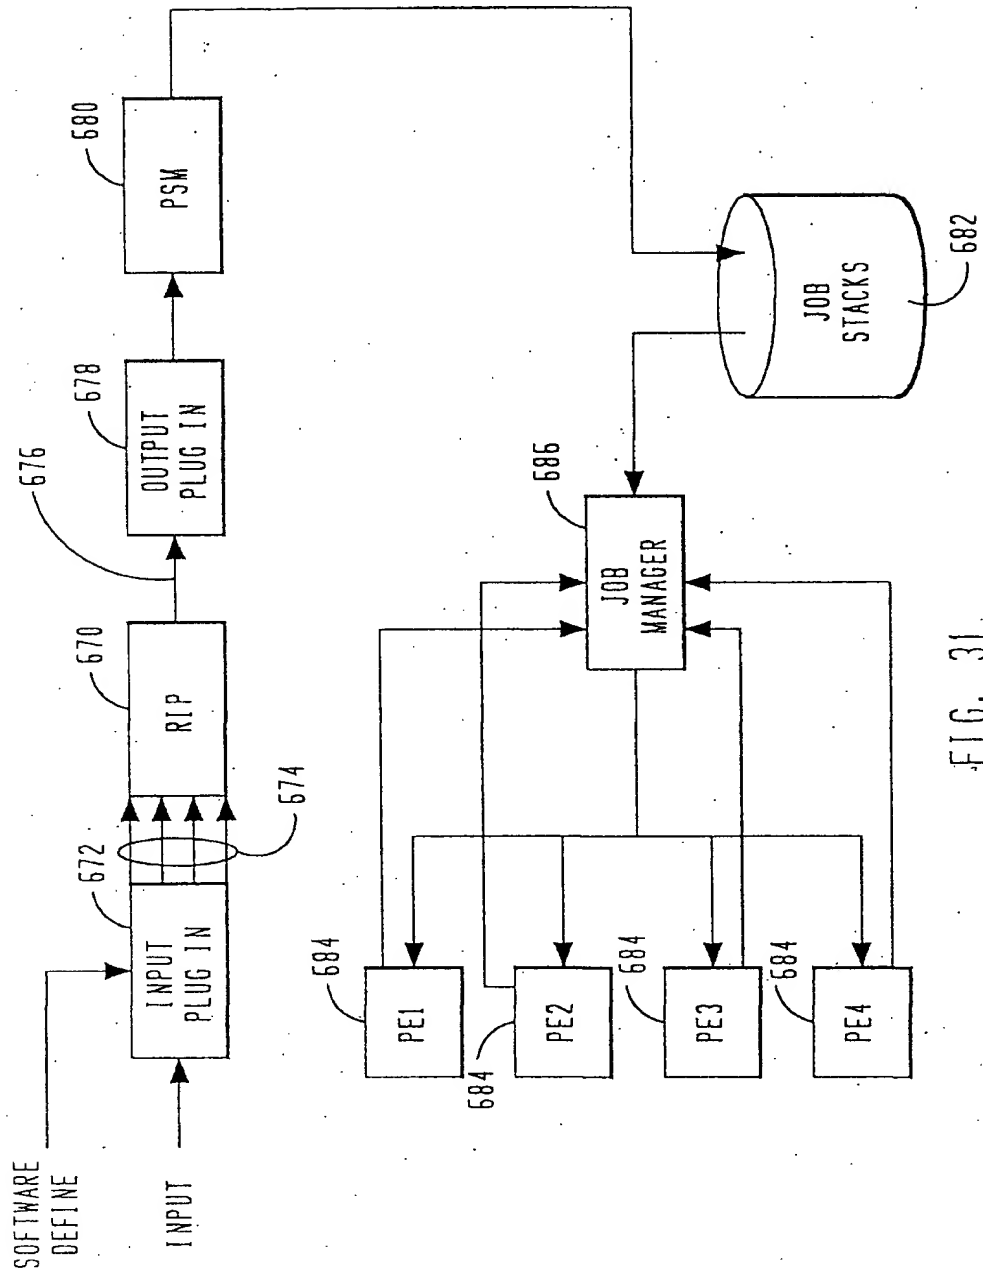 SOFTWARE
DEFINE
INPUT
672
INPUT
PLUG IN
674
670
RIP
676
678
OUTPUT
PLUG IN
680
PSM
684
PE1
684
PE2
684
PE3
684
PE4
686
JOB
MANAGER
JOB
STACKS
682
FIG. 31